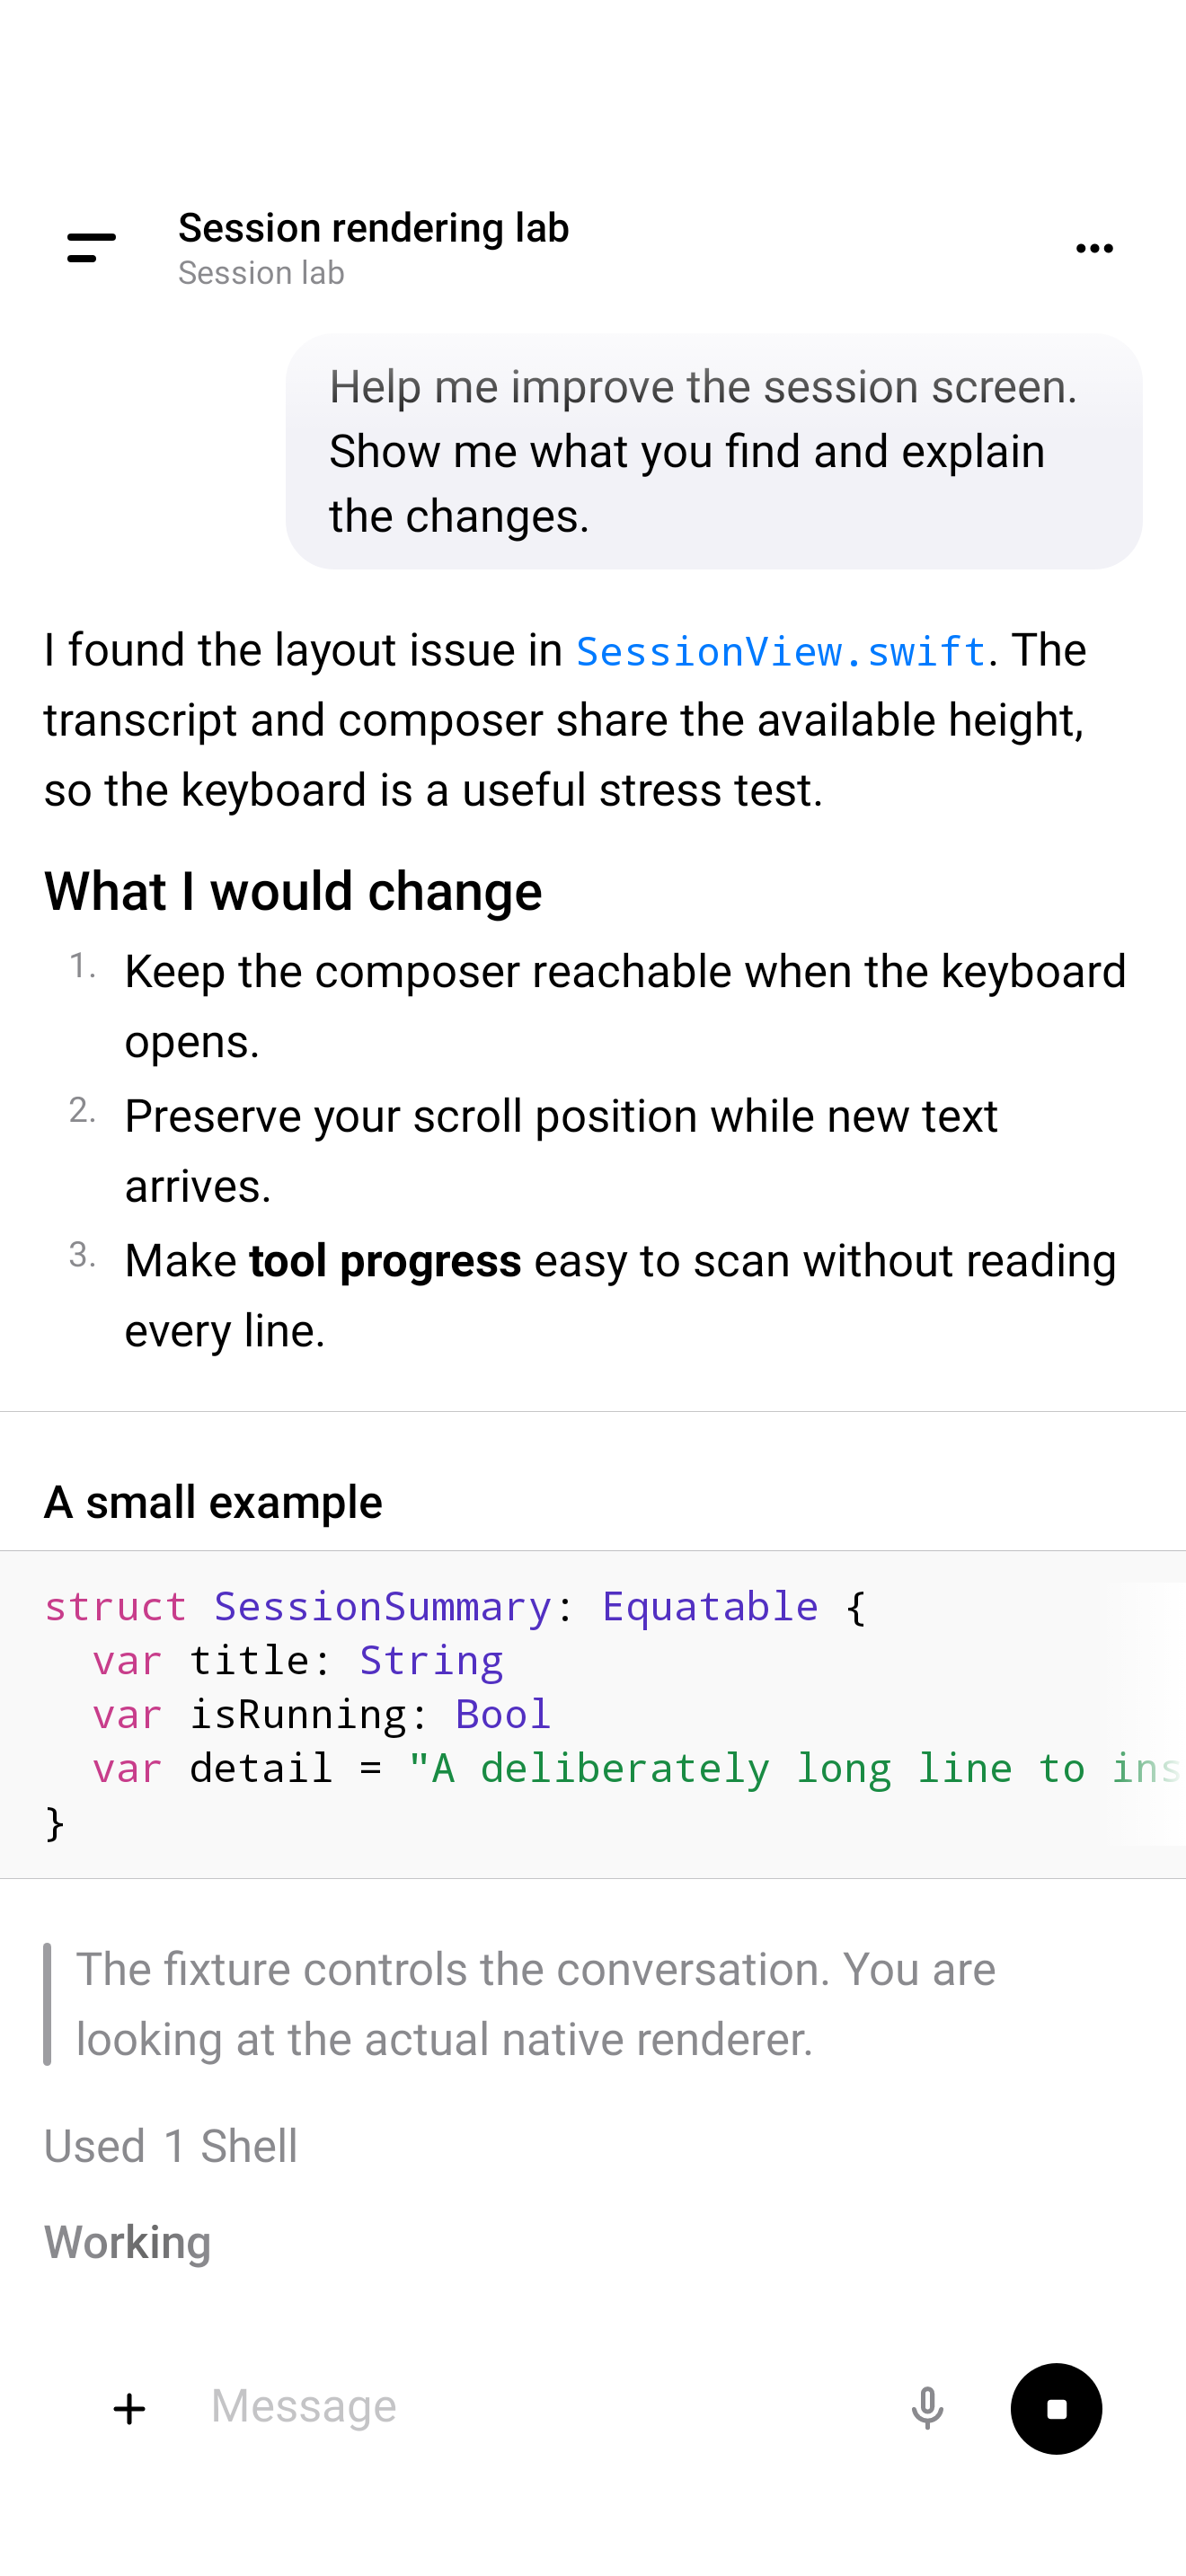 Session rendering lab
Session lab
Help me improve the session screen.
Show me what you find and explain
the changes.
I found the layout issue in SessionView.swift. The
transcript and composer share the available height,
so the keyboard is a useful stress test.
What I would change
1. Keep the composer reachable when the keyboard
opens.
2. Preserve your scroll position while new text
arrives.
3. Make tool progress easy to scan without reading
every line.
A small example
struct SessionSummary: Equatable {
  var title: String
  var isRunning: Bool
  var detail = "A deliberately long line to ins
}
The fixture controls the conversation. You are
looking at the actual native renderer.
Used 1 Shell
Working
Message